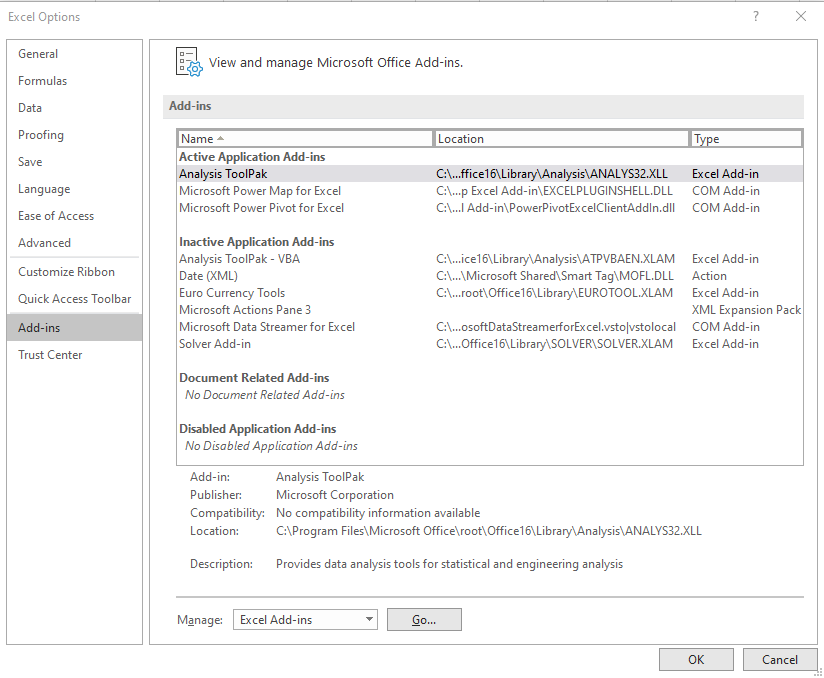 Excel Options
?
General
Formulas
Data
Proofing
Save
Language
Ease of Access
Advanced
Customize Ribbon
Quick Access Toolbar
Add-ins
Trust Center
View and manage Microsoft Office Add-ins.
Add-ins
Name Location Type
Active Application Add-ins
Analysis ToolPak C:\...ffice16\Library\Analysis\ANALYS32.XLL Excel Add-in
Microsoft Power Map for Excel C:\...p Excel Add-in\EXCELPLUGINSHELL.DLL COM Add-in
Microsoft Power Pivot for Excel C:\...l Add-in\PowerPivotExcelClientAddIn.dll COM Add-in
Inactive Application Add-ins
Analysis ToolPak - VBA C:\...ice16\Library\Analysis\ATPVBAEN.XLAM Excel Add-in
Date (XML) C:\...\Microsoft Shared\Smart Tag\MOFL.DLL Action
Euro Currency Tools C:\...root\Office16\Library\EUROTOOL.XLAM Excel Add-in
Microsoft Actions Pane 3 XML Expansion Pack
Microsoft Data Streamer for Excel C:\...osoftDataStreamerforExcel.vsto|vstolocal COM Add-in
Solver Add-in C:\...Office16\Library\SOLVER\SOLVER.XLAM Excel Add-in
Document Related Add-ins
No Document Related Add-ins
Disabled Application Add-ins
No Disabled Application Add-ins
Add-in: Analysis ToolPak
Publisher: Microsoft Corporation
Compatibility: No compatibility information available
Location: C:\Program Files\Microsoft Office\root\Office16\Library\Analysis\ANALYS32.XLL
Description: Provides data analysis tools for statistical and engineering analysis
Manage: Excel Add-ins Go...
OK Cancel